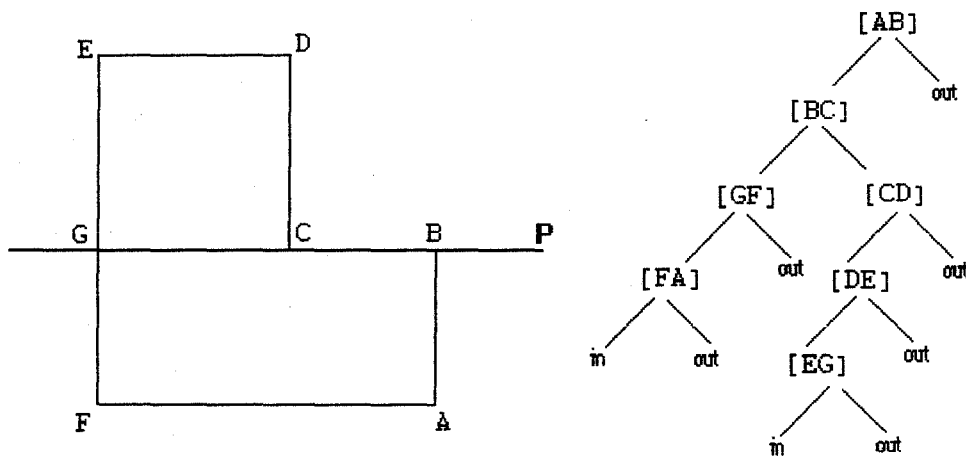 E D
G C B P
F A
[AB]
out
[BC]
[GF] [CD]
out out
[FA] [DE]
in out out
[EG]
in out